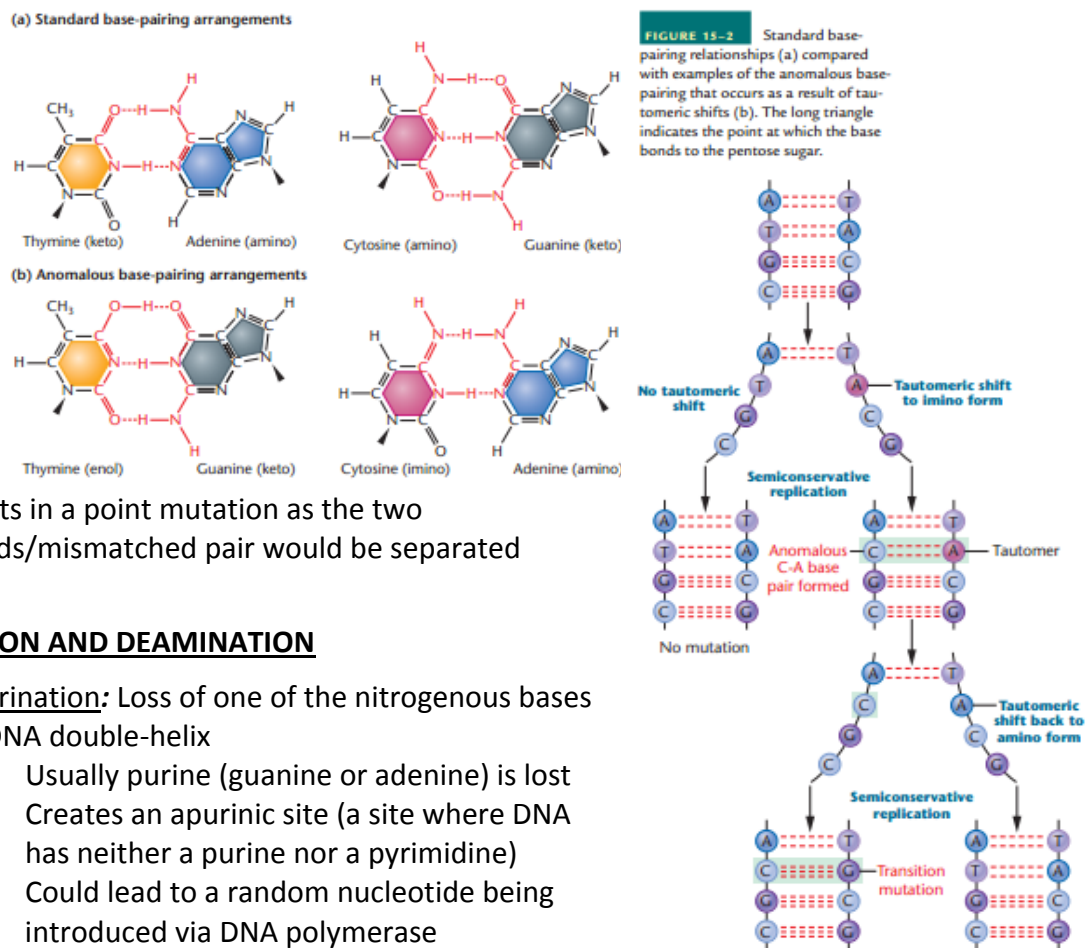 (a) Standard base-pairing arrangements
H
H
CH₃
O
H
N
H
C
C
C
C
N
C
H
C
C
N
H
N
C
C
N
N
C
C
N
O
H
Thymine (keto)
Adenine (amino)
H
N
H
O
H
N
H
C
C
C
C
N
C
H
C
N
H
N
C
C
N
N
C
C
N
O
H
N
H
Cytosine (amino)
Guanine (keto)
(b) Anomalous base-pairing arrangements
CH₃
O
H
O
N
H
C
C
C
C
C
H
C
N
H
N
C
N
N
C
C
N
O
H
N
H
Thymine (enol)
Guanine (keto)
H
H
N
H
N
H
H
C
C
C
C
N
C
H
C
N
H
N
C
N
N
C
C
N
O
H
Cytosine (imino)
Adenine (amino)
ts in a point mutation as the two
ds/mismatched pair would be separated
ON AND DEAMINATION
rination: Loss of one of the nitrogenous bases
DNA double-helix
Usually purine (guanine or adenine) is lost
Creates an apurinic site (a site where DNA
has neither a purine nor a pyrimidine)
Could lead to a random nucleotide being
introduced via DNA polymerase
FIGURE 15–2 Standard base-
pairing relationships (a) compared
with examples of the anomalous base-
pairing that occurs as a result of tau-
tomeric shifts (b). The long triangle
indicates the point at which the base
bonds to the pentose sugar.
A T
T A
G C
C G
A T
No tautomeric
shift
T A
Tautomeric shift
to imino form
G C
C G
Semiconservative
replication
A T
T A
G C
C G
No mutation
A T
Anomalous
C-A base
pair formed
C A
Tautomer
G C
C G
A T
C A
Tautomeric
shift back to
amino form
G C
C G
Semiconservative
replication
A T
C G
Transition
mutation
G C
C G
A T
T A
G C
C G